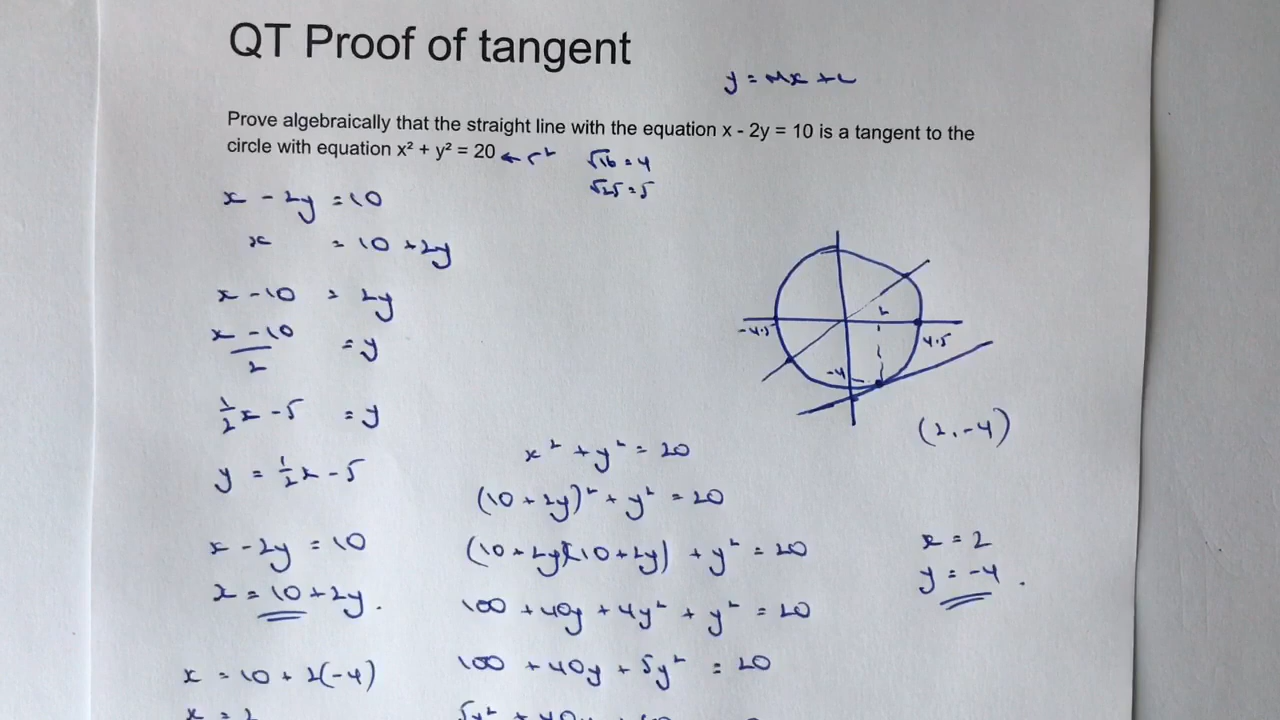 QT Proof of tangent
y = mx + c
Prove algebraically that the straight line with the equation x - 2y = 10 is a tangent to the
circle with equation x² + y² = 20 ← r²
√16 = 4
√25 = 5
x - 2y = 10
x = 10 + 2y
x - 10 = 2y
x - 10
2
= y
½x - 5 = y
y = ½x - 5
x - 2y = 10
x = 10 + 2y.
x = 10 + 2(-4)
x = 2
x² + y² = 20
(10 + 2y)² + y² = 20
(10 + 2y)(10 + 2y) + y² = 20
100 + 40y + 4y² + y² = 20
100 + 40y + 5y² = 20
5y² + 40y
-4.5
2
4.5
-4
(2, -4)
x = 2
y = -4.